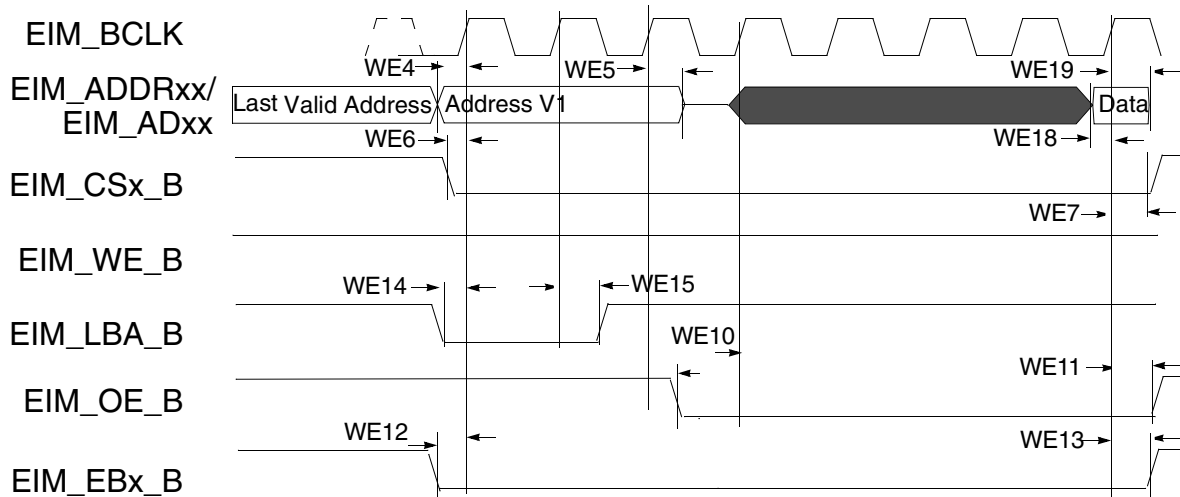 EIM_BCLK
WE4
WE5
WE19
EIM_ADDRxx/
EIM_ADxx
Last Valid Address
Address V1
Data
WE6
WE18
EIM_CSx_B
WE7
EIM_WE_B
WE14
WE15
EIM_LBA_B
WE10
WE11
EIM_OE_B
WE12
WE13
EIM_EBx_B